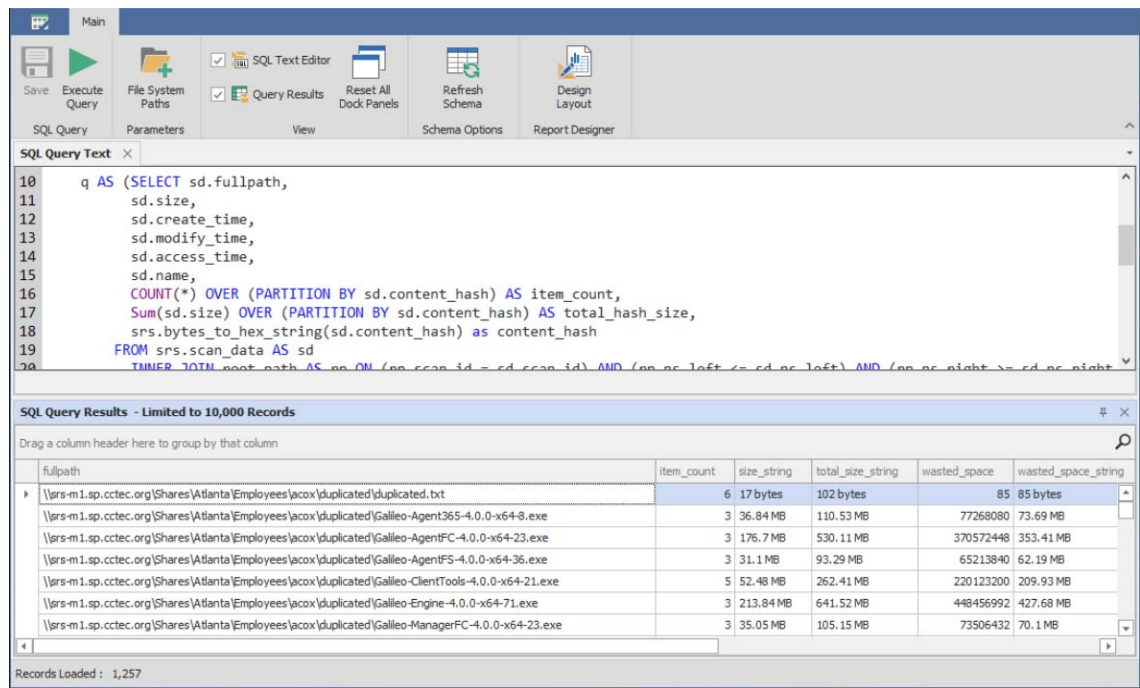 Main
Save
Execute Query
File System Paths
SQL Text Editor
Query Results
Reset All Dock Panels
Refresh Schema
Design Layout
SQL Query
Parameters
View
Schema Options
Report Designer
SQL Query Text
10 q AS (SELECT sd.fullpath,
11 sd.size,
12 sd.create_time,
13 sd.modify_time,
14 sd.access_time,
15 sd.name,
16 COUNT(*) OVER (PARTITION BY sd.content_hash) AS item_count,
17 Sum(sd.size) OVER (PARTITION BY sd.content_hash) AS total_hash_size,
18 srs.bytes_to_hex_string(sd.content_hash) as content_hash
19 FROM srs.scan_data AS sd
20 INNER JOIN
SQL Query Results - Limited to 10,000 Records
Drag a column header here to group by that column
fullpath item_count size_string total_size_string wasted_space wasted_space_string
\\srs-m1.sp.cctec.org\Shares\Atlanta\Employees\acox\duplicated\duplicated.txt 6 17 bytes 102 bytes 85 85 bytes
\\srs-m1.sp.cctec.org\Shares\Atlanta\Employees\acox\duplicated\Galileo-Agent365-4.0.0-x64-8.exe 3 36.84 MB 110.53 MB 77268080 73.69 MB
\\srs-m1.sp.cctec.org\Shares\Atlanta\Employees\acox\duplicated\Galileo-AgentFC-4.0.0-x64-23.exe 3 176.7 MB 530.11 MB 370572448 353.41 MB
\\srs-m1.sp.cctec.org\Shares\Atlanta\Employees\acox\duplicated\Galileo-AgentFS-4.0.0-x64-36.exe 3 31.1 MB 93.29 MB 65213840 62.19 MB
\\srs-m1.sp.cctec.org\Shares\Atlanta\Employees\acox\duplicated\Galileo-ClientTools-4.0.0-x64-21.exe 5 52.48 MB 262.41 MB 220123200 209.93 MB
\\srs-m1.sp.cctec.org\Shares\Atlanta\Employees\acox\duplicated\Galileo-Engine-4.0.0-x64-71.exe 3 213.84 MB 641.52 MB 448456992 427.68 MB
\\srs-m1.sp.cctec.org\Shares\Atlanta\Employees\acox\duplicated\Galileo-ManagerFC-4.0.0-x64-23.exe 3 35.05 MB 105.15 MB 73506432 70.1 MB
Records Loaded : 1,257